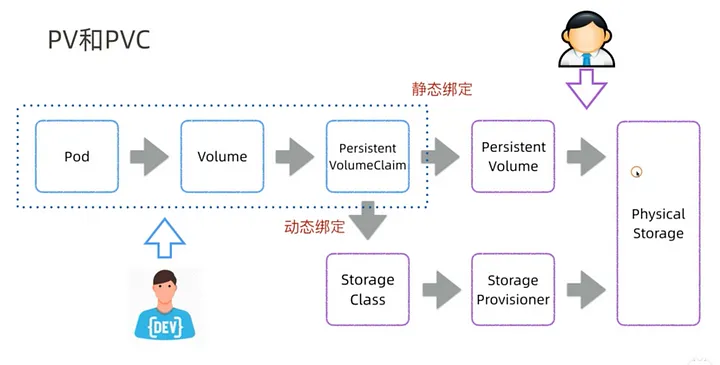 PV和PVC
静态绑定
Pod
Volume
Persistent
VolumeClaim
Persistent
Volume
Physical
Storage
动态绑定
Storage
Class
Storage
Provisioner
{DEV}